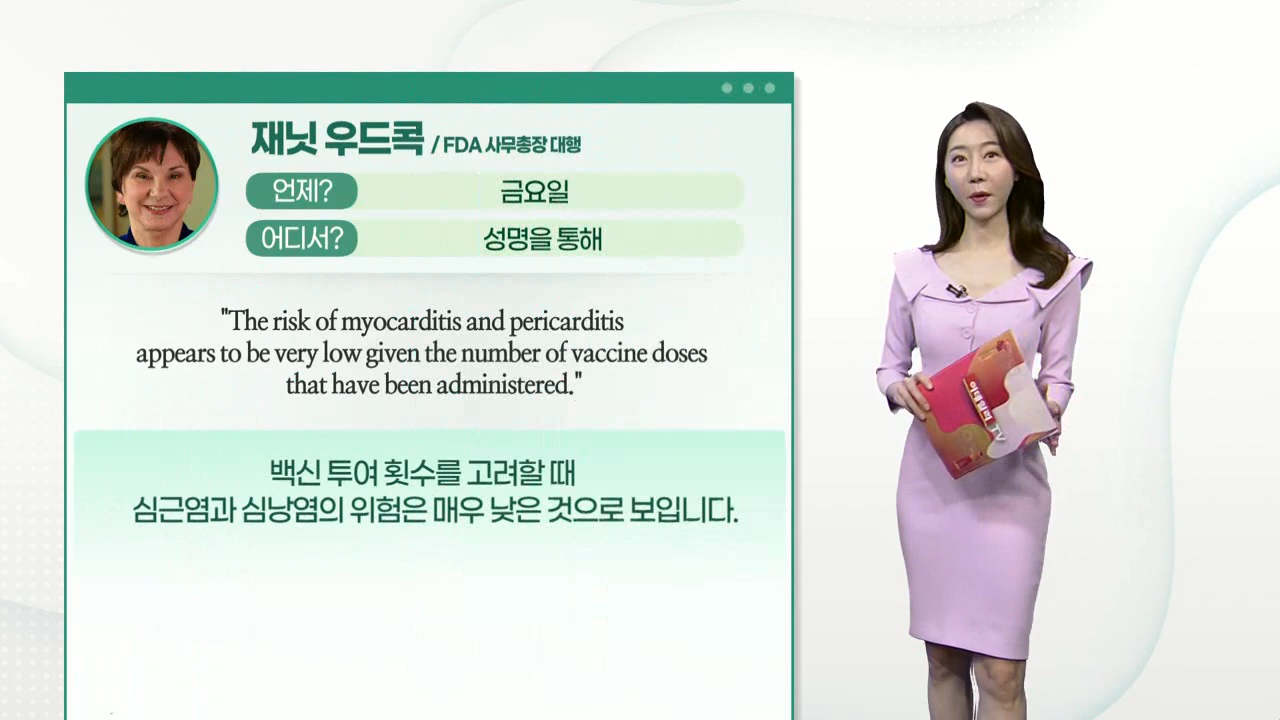 재닛 우드콕 / FDA 사무총장 대행
언제? 금요일
어디서? 성명을 통해
"The risk of myocarditis and pericarditis
appears to be very low given the number of vaccine doses
that have been administered."
백신 투여 횟수를 고려할 때
심근염과 심낭염의 위험은 매우 낮은 것으로 보입니다.
TV